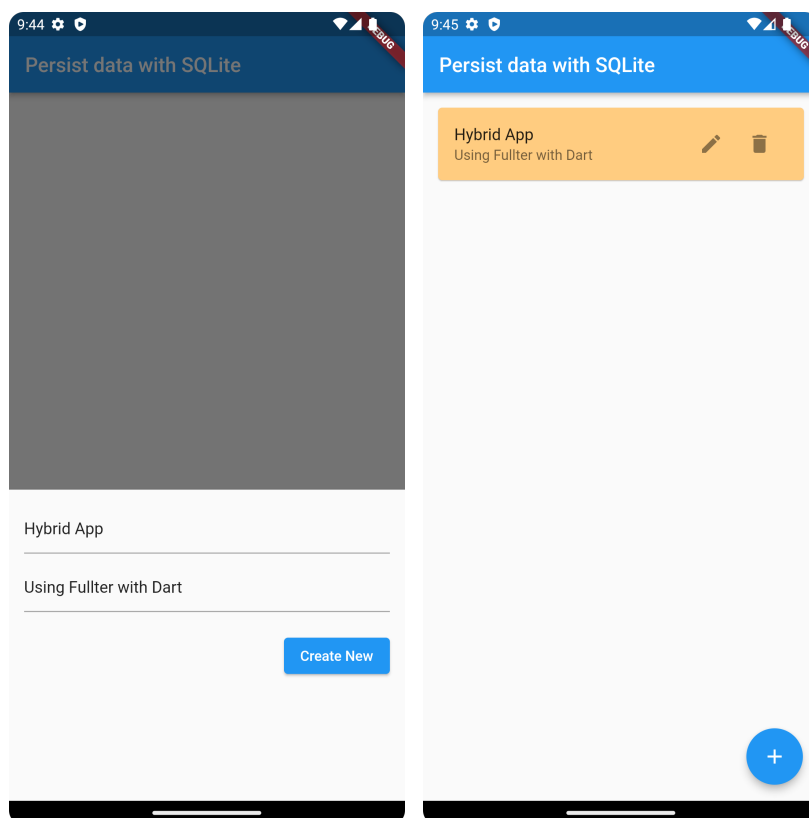 9:44
Persist data with SQLite
Hybrid App
Using Fullter with Dart
Create New
9:45
Persist data with SQLite
Hybrid App
Using Fullter with Dart